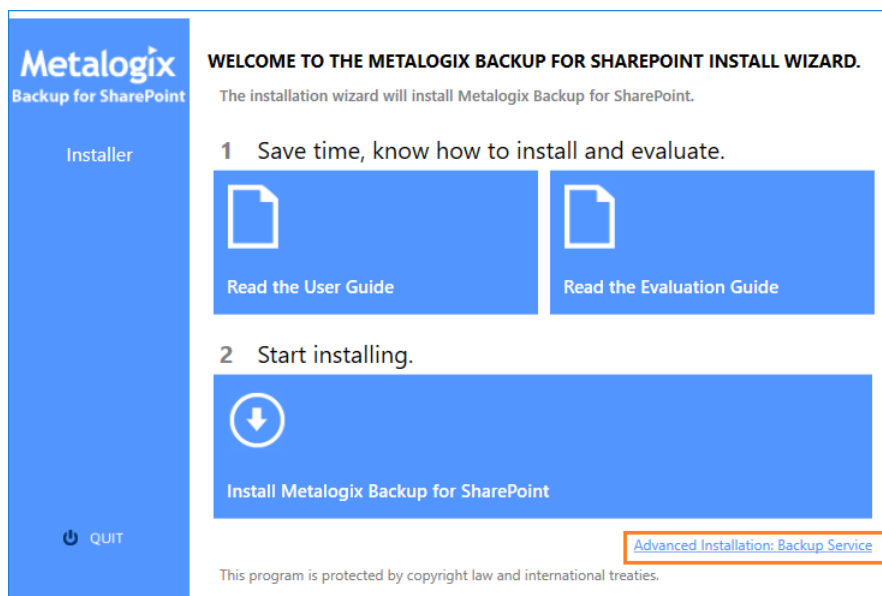 Metalogix
Backup for SharePoint
Installer
QUIT
WELCOME TO THE METALOGIX BACKUP FOR SHAREPOINT INSTALL WIZARD.
The installation wizard will install Metalogix Backup for SharePoint.
1 Save time, know how to install and evaluate.
Read the User Guide
Read the Evaluation Guide
2 Start installing.
Install Metalogix Backup for SharePoint
Advanced Installation: Backup Service
This program is protected by copyright law and international treaties.